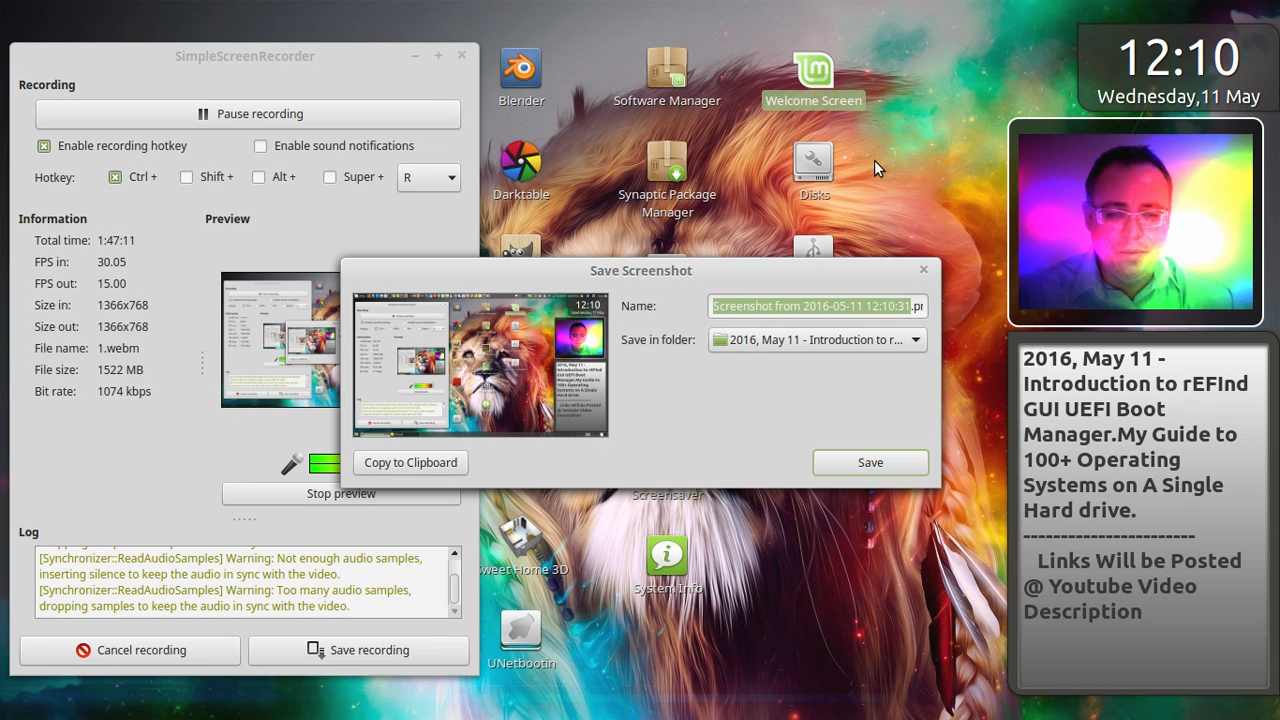 SimpleScreenRecorder
Recording
Pause recording
Enable recording hotkey
Enable sound notifications
Hotkey:
Ctrl +
Shift +
Alt +
Super +
R
Information
Preview
Total time: 1:47:11
FPS in: 30.05
FPS out: 15.00
Size in: 1366x768
Size out: 1366x768
File name: 1.webm
File size: 1522 MB
Bit rate: 1074 kbps
Stop preview
Log
[Synchronizer::ReadAudioSamples] Warning: Not enough audio samples,
inserting silence to keep the audio in sync with the video.
[Synchronizer::ReadAudioSamples] Warning: Too many audio samples,
dropping samples to keep the audio in sync with the video.
Cancel recording
Save recording
Blender
Software Manager
Welcome Screen
Darktable
Synaptic Package
Manager
Disks
Save Screenshot
Name:
Screenshot from 2016-05-11 12:10:31.pr
Save in folder:
2016, May 11 - Introduction to r...
Copy to Clipboard
Save
12:10
Screensaver
Sweet Home 3D
System Info
UNetbootin
12:10
Wednesday,11 May
2016, May 11 -
Introduction to rEFInd
GUI UEFI Boot
Manager.My Guide to
100+ Operating
Systems on A Single
Hard drive.
-----------------------
Links Will be Posted
@ Youtube Video
Description